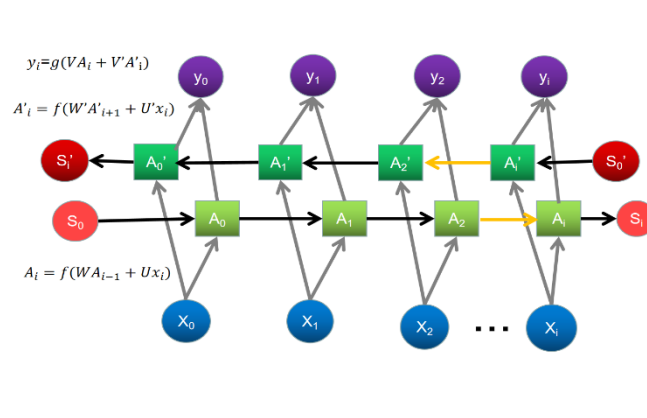 yᵢ=g(VAᵢ + V'A'ᵢ)
y₀ y₁ y₂ yᵢ
A'ᵢ = f(W'A'ᵢ₊₁ + U'xᵢ)
Sᵢ' A₀' A₁' A₂' Aᵢ' S₀'
S₀ A₀ A₁ A₂ Aᵢ Sᵢ
Aᵢ = f(WAᵢ₋₁ + Uxᵢ)
X₀ X₁ X₂ ... Xᵢ